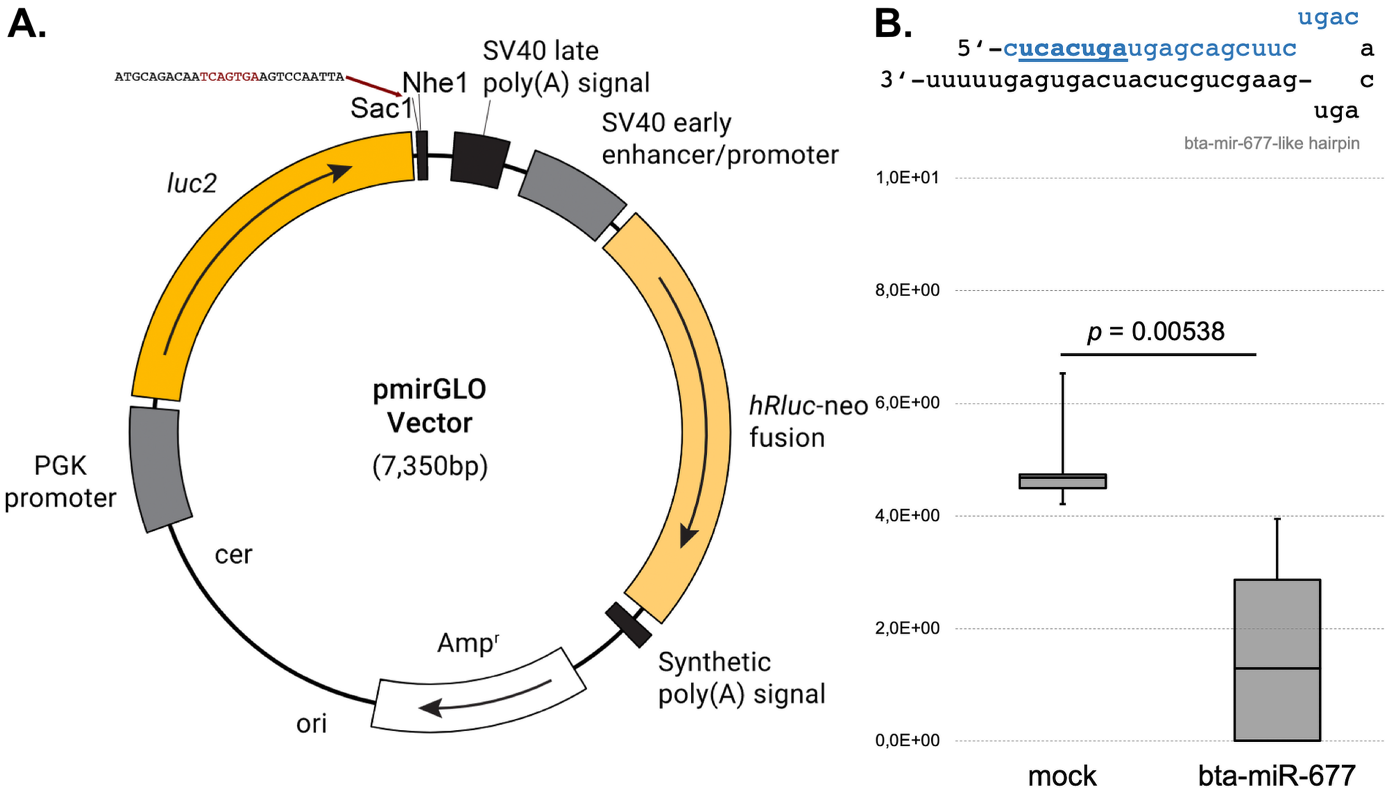 A.
ATGCAGACAATCAGTGAAGTCCAATTA
Sac1
Nhe1
SV40 late
poly(A) signal
SV40 early
enhancer/promoter
luc2
pmirGLO
Vector
(7,350bp)
hRluc-neo
fusion
PGK
promoter
cer
ori
Ampʳ
Synthetic
poly(A) signal
B.
ugac
5‘-cucacugaugagcagcuuc a
3‘-uuuuugagugacuacucgucgaag- c
uga
bta-mir-677-like hairpin
1,0E+01
8,0E+00
p = 0.00538
6,0E+00
4,0E+00
2,0E+00
0,0E+00
mock
bta-miR-677